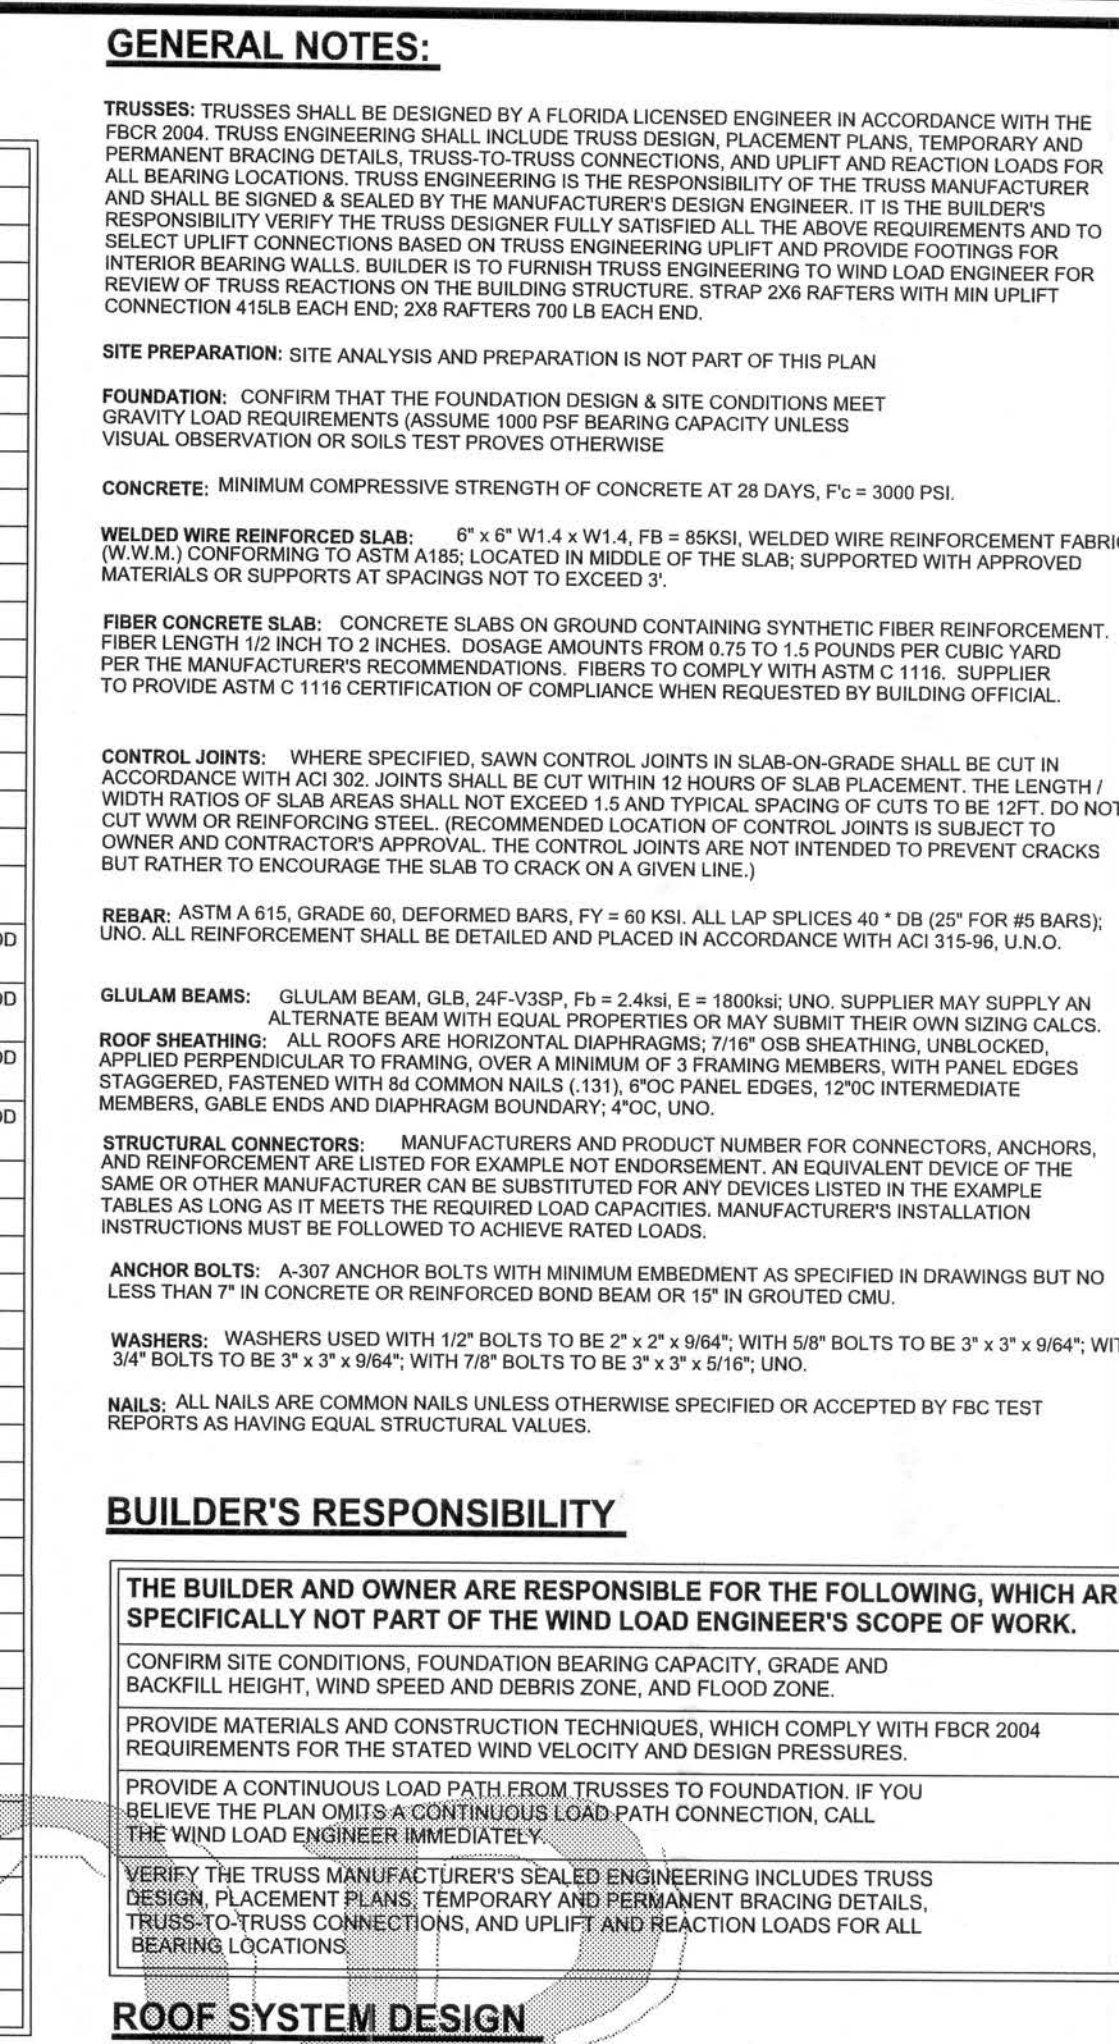 GENERAL NOTES:
TRUSSES: TRUSSES SHALL BE DESIGNED BY A FLORIDA LICENSED ENGINEER IN ACCORDANCE WITH THE
FBCR 2004. TRUSS ENGINEERING SHALL INCLUDE TRUSS DESIGN, PLACEMENT PLANS, TEMPORARY AND
PERMANENT BRACING DETAILS, TRUSS-TO-TRUSS CONNECTIONS, AND UPLIFT AND REACTION LOADS FOR
ALL BEARING LOCATIONS. TRUSS ENGINEERING IS THE RESPONSIBILITY OF THE TRUSS MANUFACTURER
AND SHALL BE SIGNED & SEALED BY THE MANUFACTURER'S DESIGN ENGINEER. IT IS THE BUILDER'S
RESPONSIBILITY VERIFY THE TRUSS DESIGNER FULLY SATISFIED ALL THE ABOVE REQUIREMENTS AND TO
SELECT UPLIFT CONNECTIONS BASED ON TRUSS ENGINEERING UPLIFT AND PROVIDE FOOTINGS FOR
INTERIOR BEARING WALLS. BUILDER IS TO FURNISH TRUSS ENGINEERING TO WIND LOAD ENGINEER FOR
REVIEW OF TRUSS REACTIONS ON THE BUILDING STRUCTURE. STRAP 2X6 RAFTERS WITH MIN UPLIFT
CONNECTION 415LB EACH END; 2X8 RAFTERS 700 LB EACH END.
SITE PREPARATION: SITE ANALYSIS AND PREPARATION IS NOT PART OF THIS PLAN
FOUNDATION: CONFIRM THAT THE FOUNDATION DESIGN & SITE CONDITIONS MEET
GRAVITY LOAD REQUIREMENTS (ASSUME 1000 PSF BEARING CAPACITY UNLESS
VISUAL OBSERVATION OR SOILS TEST PROVES OTHERWISE
CONCRETE: MINIMUM COMPRESSIVE STRENGTH OF CONCRETE AT 28 DAYS, F'c = 3000 PSI.
WELDED WIRE REINFORCED SLAB: 6" x 6" W1.4 x W1.4, FB = 85KSI, WELDED WIRE REINFORCEMENT FABRIC
(W.W.M.) CONFORMING TO ASTM A185; LOCATED IN MIDDLE OF THE SLAB; SUPPORTED WITH APPROVED
MATERIALS OR SUPPORTS AT SPACINGS NOT TO EXCEED 3'.
FIBER CONCRETE SLAB: CONCRETE SLABS ON GROUND CONTAINING SYNTHETIC FIBER REINFORCEMENT.
FIBER LENGTH 1/2 INCH TO 2 INCHES. DOSAGE AMOUNTS FROM 0.75 TO 1.5 POUNDS PER CUBIC YARD
PER THE MANUFACTURER'S RECOMMENDATIONS. FIBERS TO COMPLY WITH ASTM C 1116. SUPPLIER
TO PROVIDE ASTM C 1116 CERTIFICATION OF COMPLIANCE WHEN REQUESTED BY BUILDING OFFICIAL.
CONTROL JOINTS: WHERE SPECIFIED, SAWN CONTROL JOINTS IN SLAB-ON-GRADE SHALL BE CUT IN
ACCORDANCE WITH ACI 302. JOINTS SHALL BE CUT WITHIN 12 HOURS OF SLAB PLACEMENT. THE LENGTH /
WIDTH RATIOS OF SLAB AREAS SHALL NOT EXCEED 1.5 AND TYPICAL SPACING OF CUTS TO BE 12FT. DO NOT
CUT WWM OR REINFORCING STEEL. (RECOMMENDED LOCATION OF CONTROL JOINTS IS SUBJECT TO
OWNER AND CONTRACTOR'S APPROVAL. THE CONTROL JOINTS ARE NOT INTENDED TO PREVENT CRACKS
BUT RATHER TO ENCOURAGE THE SLAB TO CRACK ON A GIVEN LINE.)
REBAR: ASTM A 615, GRADE 60, DEFORMED BARS, FY = 60 KSI. ALL LAP SPLICES 40 * DB (25" FOR #5 BARS);
UNO. ALL REINFORCEMENT SHALL BE DETAILED AND PLACED IN ACCORDANCE WITH ACI 315-96, U.N.O.
GLULAM BEAMS: GLULAM BEAM, GLB, 24F-V3SP, Fb = 2.4ksi, E = 1800ksi; UNO. SUPPLIER MAY SUPPLY AN
ALTERNATE BEAM WITH EQUAL PROPERTIES OR MAY SUBMIT THEIR OWN SIZING CALCS.
ROOF SHEATHING: ALL ROOFS ARE HORIZONTAL DIAPHRAGMS; 7/16" OSB SHEATHING, UNBLOCKED,
APPLIED PERPENDICULAR TO FRAMING, OVER A MINIMUM OF 3 FRAMING MEMBERS, WITH PANEL EDGES
STAGGERED, FASTENED WITH 8d COMMON NAILS (.131), 6"OC PANEL EDGES, 12"0C INTERMEDIATE
MEMBERS, GABLE ENDS AND DIAPHRAGM BOUNDARY; 4"OC, UNO.
STRUCTURAL CONNECTORS: MANUFACTURERS AND PRODUCT NUMBER FOR CONNECTORS, ANCHORS,
AND REINFORCEMENT ARE LISTED FOR EXAMPLE NOT ENDORSEMENT. AN EQUIVALENT DEVICE OF THE
SAME OR OTHER MANUFACTURER CAN BE SUBSTITUTED FOR ANY DEVICES LISTED IN THE EXAMPLE
TABLES AS LONG AS IT MEETS THE REQUIRED LOAD CAPACITIES. MANUFACTURER'S INSTALLATION
INSTRUCTIONS MUST BE FOLLOWED TO ACHIEVE RATED LOADS.
ANCHOR BOLTS: A-307 ANCHOR BOLTS WITH MINIMUM EMBEDMENT AS SPECIFIED IN DRAWINGS BUT NO
LESS THAN 7" IN CONCRETE OR REINFORCED BOND BEAM OR 15" IN GROUTED CMU.
WASHERS: WASHERS USED WITH 1/2" BOLTS TO BE 2" x 2" x 9/64"; WITH 5/8" BOLTS TO BE 3" x 3" x 9/64"; WIT
3/4" BOLTS TO BE 3" x 3" x 9/64"; WITH 7/8" BOLTS TO BE 3" x 3" x 5/16"; UNO.
NAILS: ALL NAILS ARE COMMON NAILS UNLESS OTHERWISE SPECIFIED OR ACCEPTED BY FBC TEST
REPORTS AS HAVING EQUAL STRUCTURAL VALUES.
BUILDER'S RESPONSIBILITY
THE BUILDER AND OWNER ARE RESPONSIBLE FOR THE FOLLOWING, WHICH AR
SPECIFICALLY NOT PART OF THE WIND LOAD ENGINEER'S SCOPE OF WORK.
CONFIRM SITE CONDITIONS, FOUNDATION BEARING CAPACITY, GRADE AND
BACKFILL HEIGHT, WIND SPEED AND DEBRIS ZONE, AND FLOOD ZONE.
PROVIDE MATERIALS AND CONSTRUCTION TECHNIQUES, WHICH COMPLY WITH FBCR 2004
REQUIREMENTS FOR THE STATED WIND VELOCITY AND DESIGN PRESSURES.
PROVIDE A CONTINUOUS LOAD PATH FROM TRUSSES TO FOUNDATION. IF YOU
BELIEVE THE PLAN OMITS A CONTINUOUS LOAD PATH CONNECTION, CALL
THE WIND LOAD ENGINEER IMMEDIATELY.
VERIFY THE TRUSS MANUFACTURER'S SEALED ENGINEERING INCLUDES TRUSS
DESIGN, PLACEMENT PLANS, TEMPORARY AND PERMANENT BRACING DETAILS,
TRUSS-TO-TRUSS CONNECTIONS, AND UPLIFT AND REACTION LOADS FOR ALL
BEARING LOCATIONS.
ROOF SYSTEM DESIGN